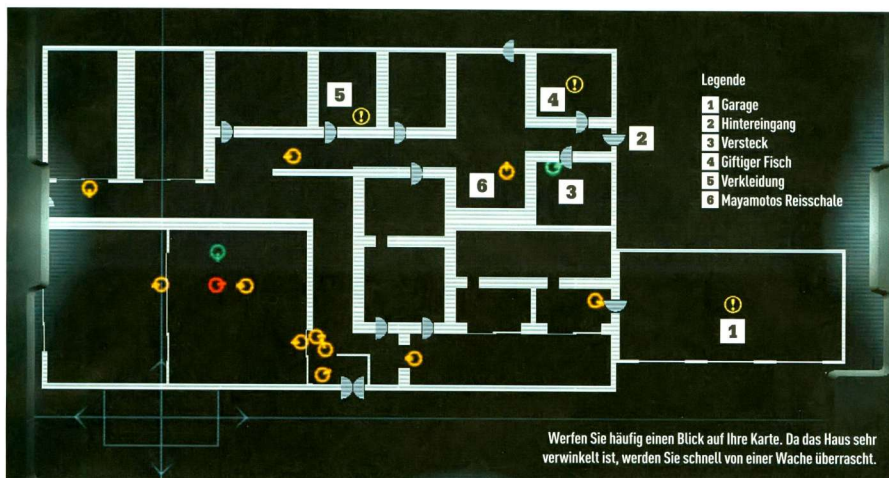 5
4
2
3
6
1
Legende
1 Garage
2 Hintereingang
3 Versteck
4 Giftiger Fisch
5 Verkleidung
6 Mayamotos Reisschale
Werfen Sie häufig einen Blick auf Ihre Karte. Da das Haus sehr
verwinkelt ist, werden Sie schnell von einer Wache überrascht.